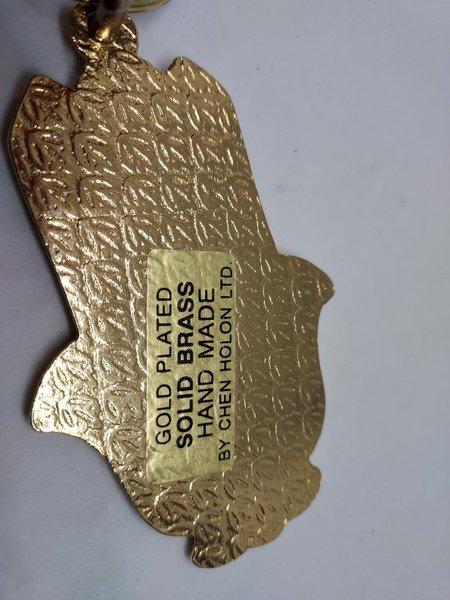 GOLD PLATED
SOLID BRASS
HAND MADE
BY CHEN HOLON LTD.